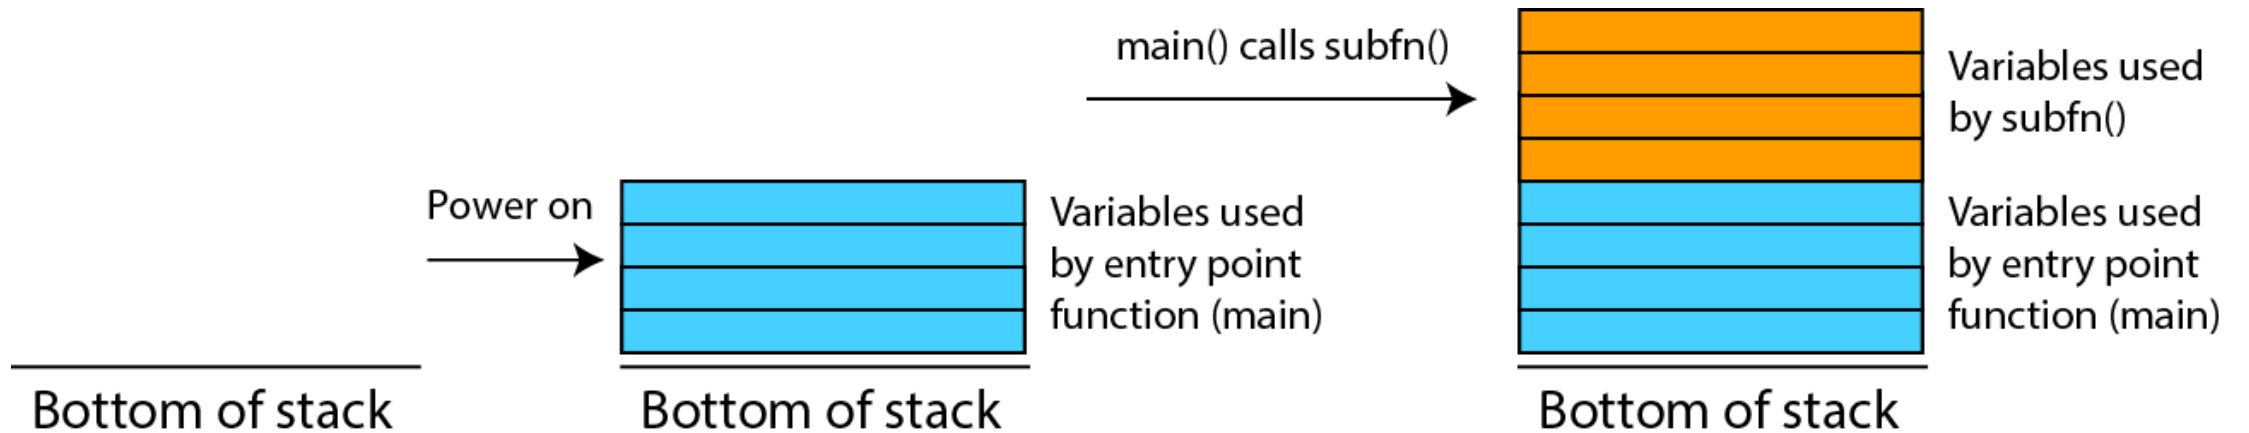 Bottom of stack
Power on
Variables used
by entry point
function (main)
Bottom of stack
main() calls subfn()
Variables used
by subfn()
Variables used
by entry point
function (main)
Bottom of stack